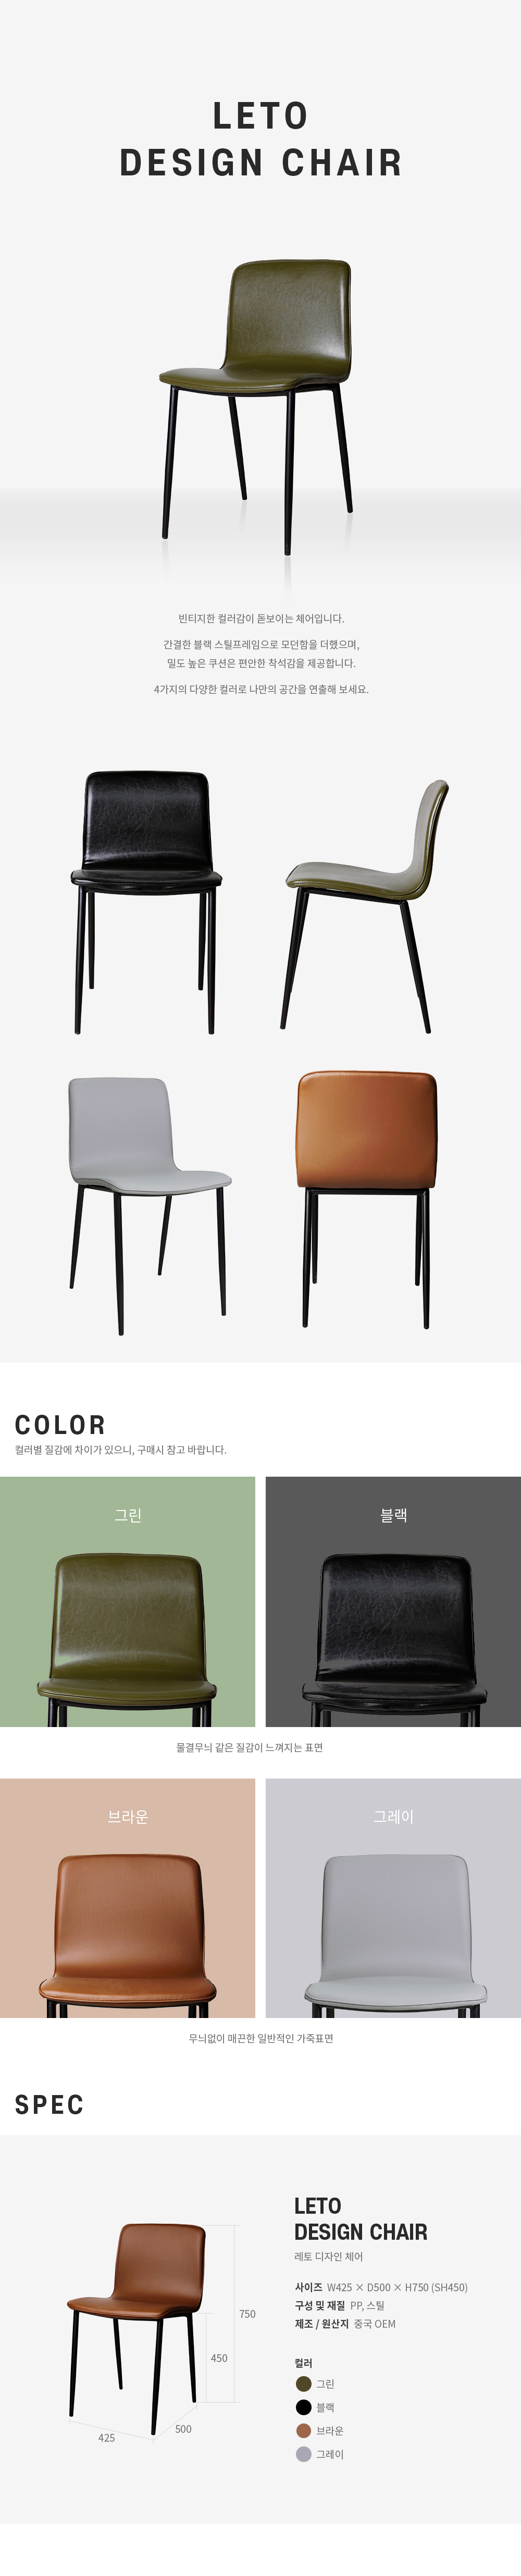 LETO
DESIGN CHAIR
빈티지한 컬러감이 돋보이는 체어입니다.
간결한 블랙 스틸프레임으로 모던함을 더했으며,
밀도 높은 쿠션은 편안한 착석감을 제공합니다.
4가지의 다양한 컬러로 나만의 공간을 연출해 보세요.
COLOR
컬러별 질감에 차이가 있으니, 구매시 참고 바랍니다.
그린
블랙
물결무늬 같은 질감이 느껴지는 표면
브라운
그레이
무늬없이 매끈한 일반적인 가죽표면
SPEC
LETO
DESIGN CHAIR
레토 디자인 체어
사이즈 W425 × D500 × H750 (SH450)
구성 및 재질 PP, 스틸
제조 / 원산지 중국 OEM
컬러
그린
블랙
브라운
그레이
750
450
500
425